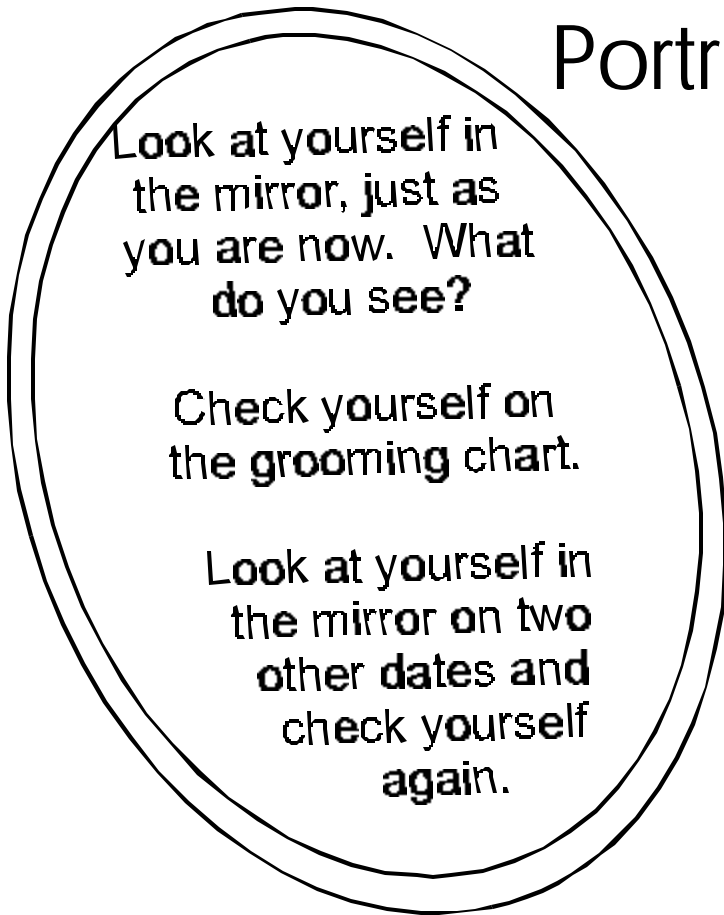 Portr
Look at yourself in
the mirror, just as
you are now. What
do you see?
Check yourself on
the grooming chart.
Look at yourself in
the mirror on two
other dates and
check yourself
again.